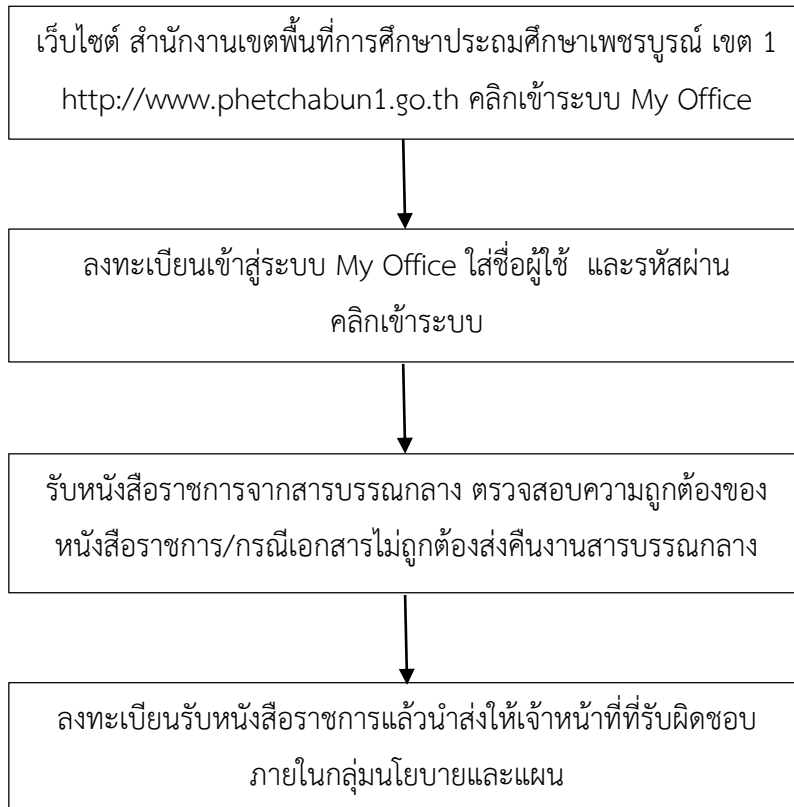 เว็บไซต์ สำนักงานเขตพื้นที่การศึกษาประถมศึกษาเพชรบูรณ์ เขต 1
http://www.phetchabun1.go.th คลิกเข้าระบบ My Office
ลงทะเบียนเข้าสู่ระบบ My Office ใส่ชื่อผู้ใช้ และรหัสผ่าน
คลิกเข้าระบบ
รับหนังสือราชการจากสารบรรณกลาง ตรวจสอบความถูกต้องของ
หนังสือราชการ/กรณีเอกสารไม่ถูกต้องส่งคืนงานสารบรรณกลาง
ลงทะเบียนรับหนังสือราชการแล้วนำส่งให้เจ้าหน้าที่ที่รับผิดชอบ
ภายในกลุ่มนโยบายและแผน